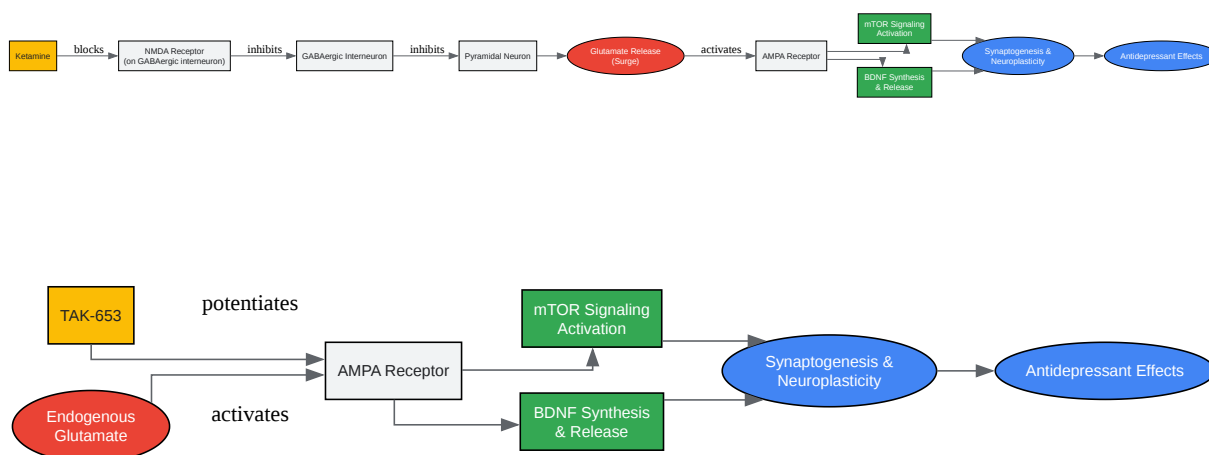 Ketamine
blocks
NMDA Receptor
(on GABAergic interneuron)
inhibits
GABAergic Interneuron
inhibits
Pyramidal Neuron
Glutamate Release
(Surge)
activates
AMPA Receptor
mTOR Signaling
Activation
BDNF Synthesis
& Release
Synaptogenesis &
Neuroplasticity
Antidepressant Effects
TAK-653
potentiates
Endogenous
Glutamate
activates
AMPA Receptor
mTOR Signaling
Activation
BDNF Synthesis
& Release
Synaptogenesis &
Neuroplasticity
Antidepressant Effects